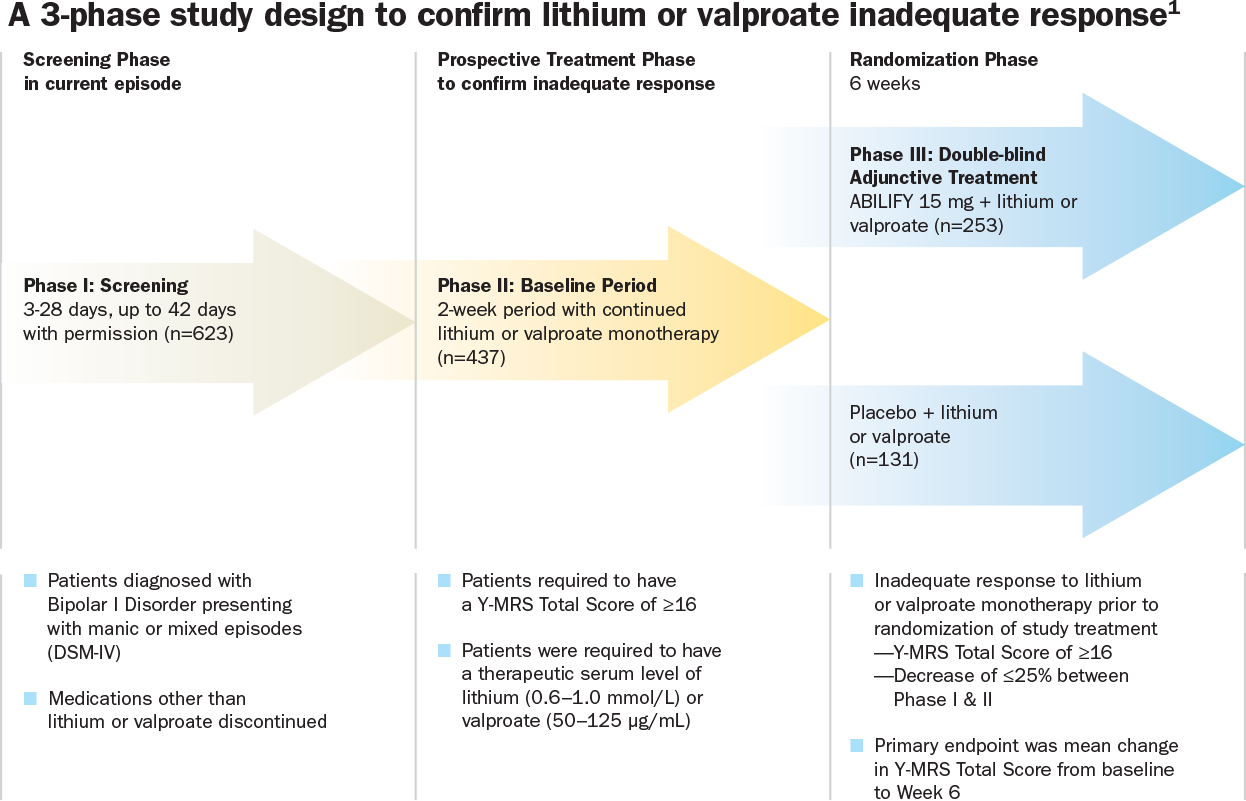 A 3-phase study design to confirm lithium or valproate inadequate response1
Screening Phase
in current episode
Phase I: Screening
3-28 days, up to 42 days
with permission (n=623)
Patients diagnosed with
Bipolar I Disorder presenting
with manic or mixed episodes
(DSM-IV)
Medications other than
lithium or valproate discontinued
Prospective Treatment Phase
to confirm inadequate response
Phase II: Baseline Period
2-week period with continued
lithium or valproate monotherapy
(n=437)
Patients required to have
a Y-MRS Total Score of ≥16
Patients were required to have
a therapeutic serum level of
lithium (0.6–1.0 mmol/L) or
valproate (50–125 µg/mL)
Randomization Phase
6 weeks
Phase III: Double-blind
Adjunctive Treatment
ABILIFY 15 mg + lithium or
valproate (n=253)
Placebo + lithium
or valproate
(n=131)
Inadequate response to lithium
or valproate monotherapy prior to
randomization of study treatment
—Y-MRS Total Score of ≥16
—Decrease of ≤25% between
Phase I & II
Primary endpoint was mean change
in Y-MRS Total Score from baseline
to Week 6